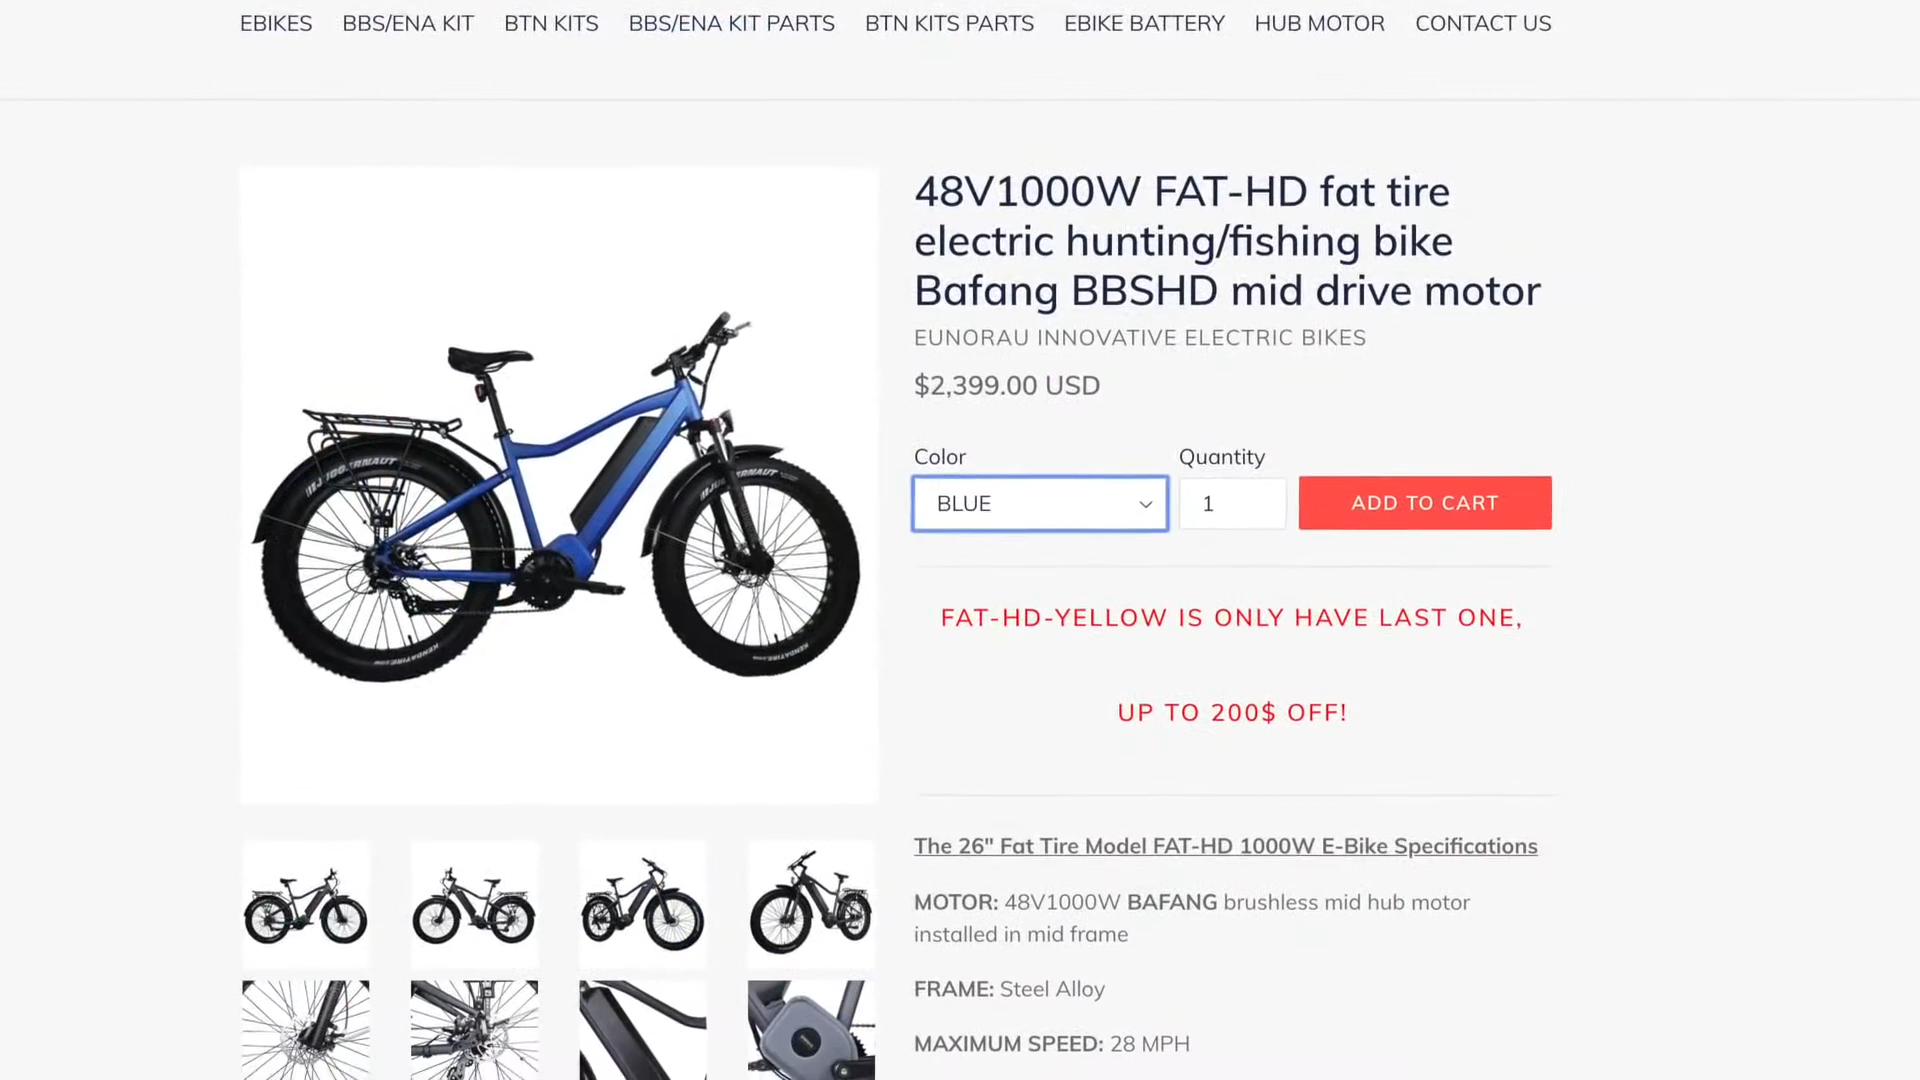 EBIKES BBS/ENA KIT BTN KITS BBS/ENA KIT PARTS BTN KITS PARTS EBIKE BATTERY HUB MOTOR CONTACT US
48V1000W FAT-HD fat tire
electric hunting/fishing bike
Bafang BBSHD mid drive motor
EUNORAU INNOVATIVE ELECTRIC BIKES
$2,399.00 USD
Color Quantity
BLUE 1 ADD TO CART
FAT-HD-YELLOW IS ONLY HAVE LAST ONE,
UP TO 200$ OFF!
The 26" Fat Tire Model FAT-HD 1000W E-Bike Specifications
MOTOR: 48V1000W BAFANG brushless mid hub motor
installed in mid frame
FRAME: Steel Alloy
MAXIMUM SPEED: 28 MPH